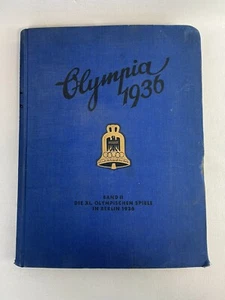 Olympia
1936
BAND II
DIE XI. OLYMPISCHEN SPIELE
IN BERLIN 1936